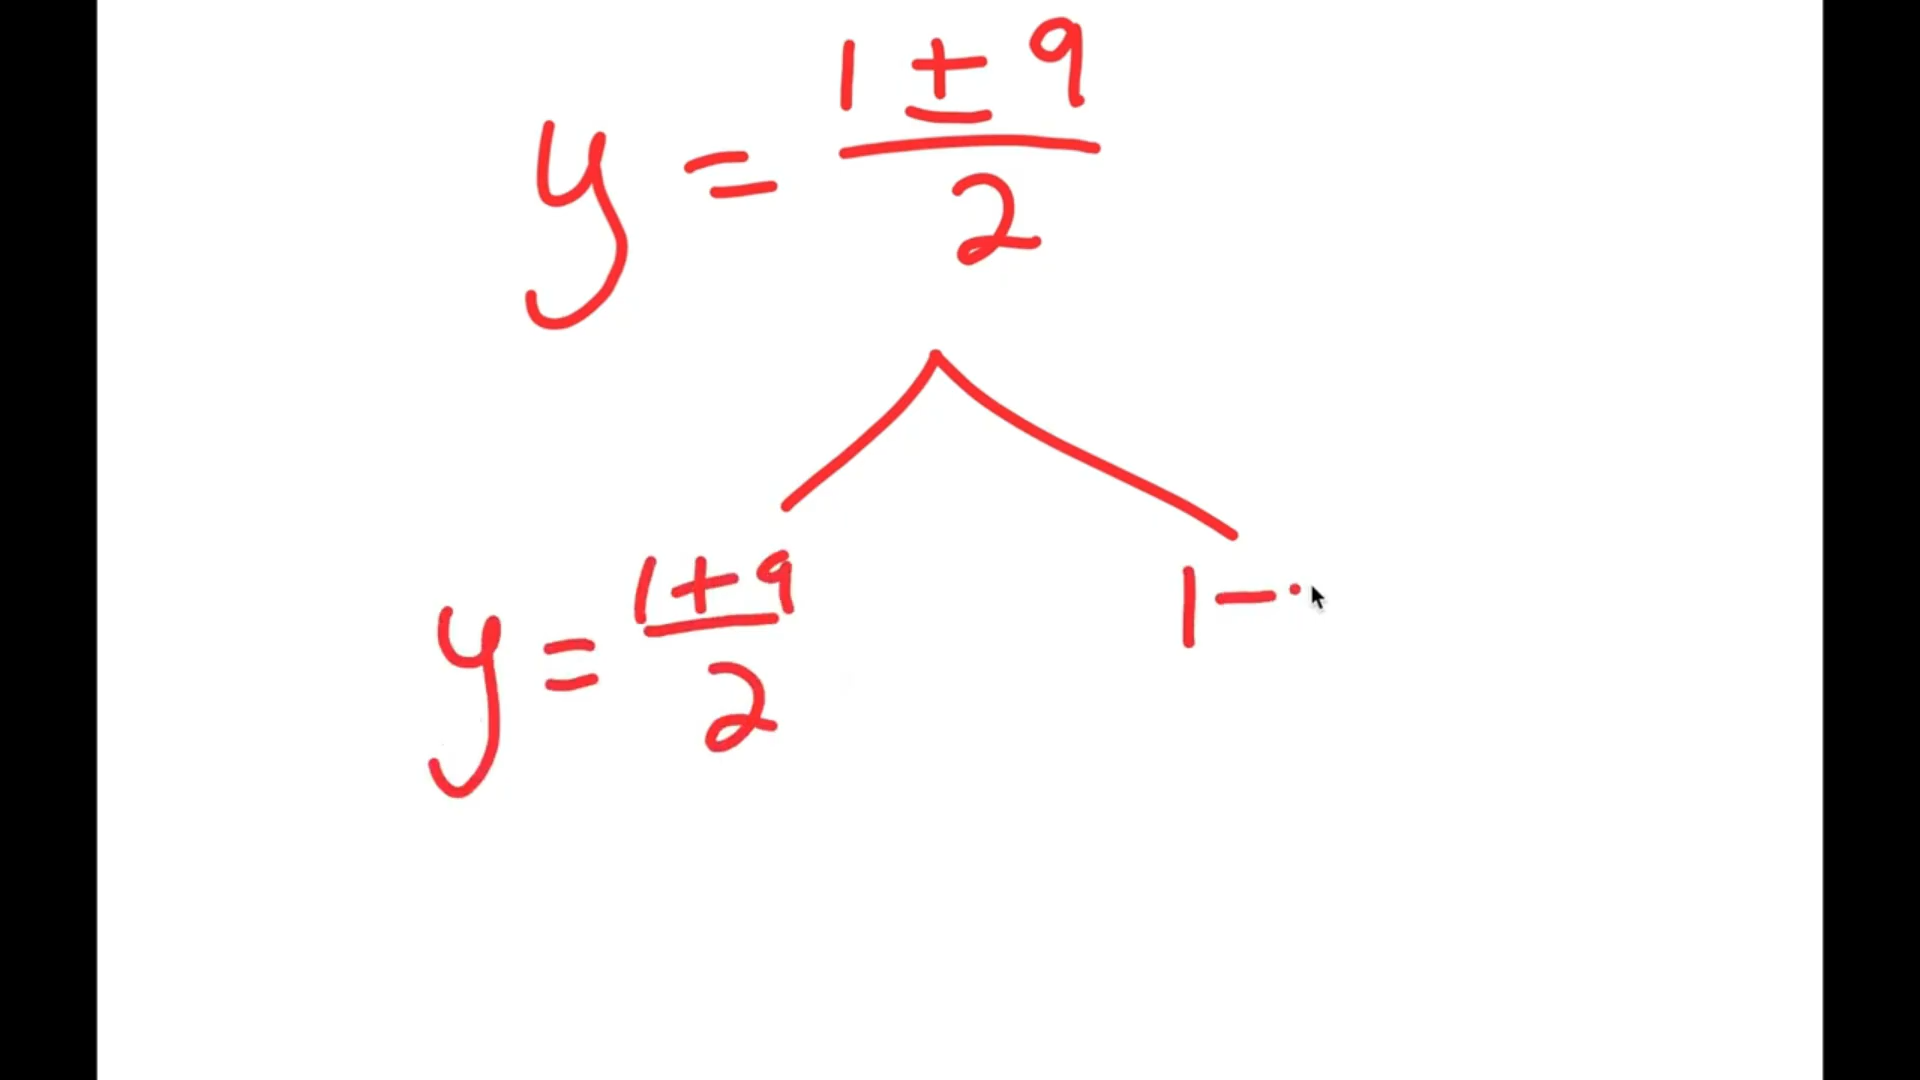 y = (1 ± 9)/2
y = (1 + 9)/2
1 -